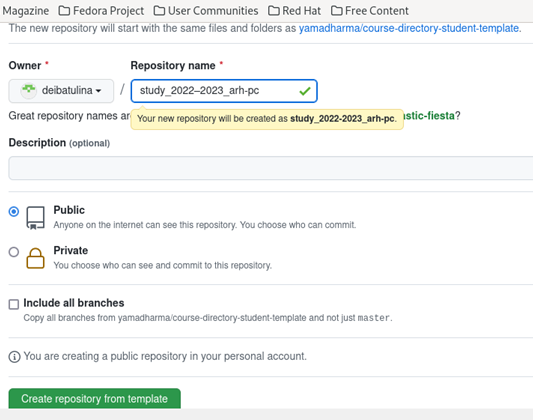 Magazine Fedora Project User Communities Red Hat Free Content
The new repository will start with the same files and folders as yamadharma/course-directory-student-template.
Owner * Repository name *
deibatulina / study_2022–2023_arh-pc
Great repository names ar
Your new repository will be created as study_2022-2023_arh-pc.
astic-fiesta?
Description (optional)
Public
Anyone on the internet can see this repository. You choose who can commit.
Private
You choose who can see and commit to this repository.
Include all branches
Copy all branches from yamadharma/course-directory-student-template and not just master.
You are creating a public repository in your personal account.
Create repository from template